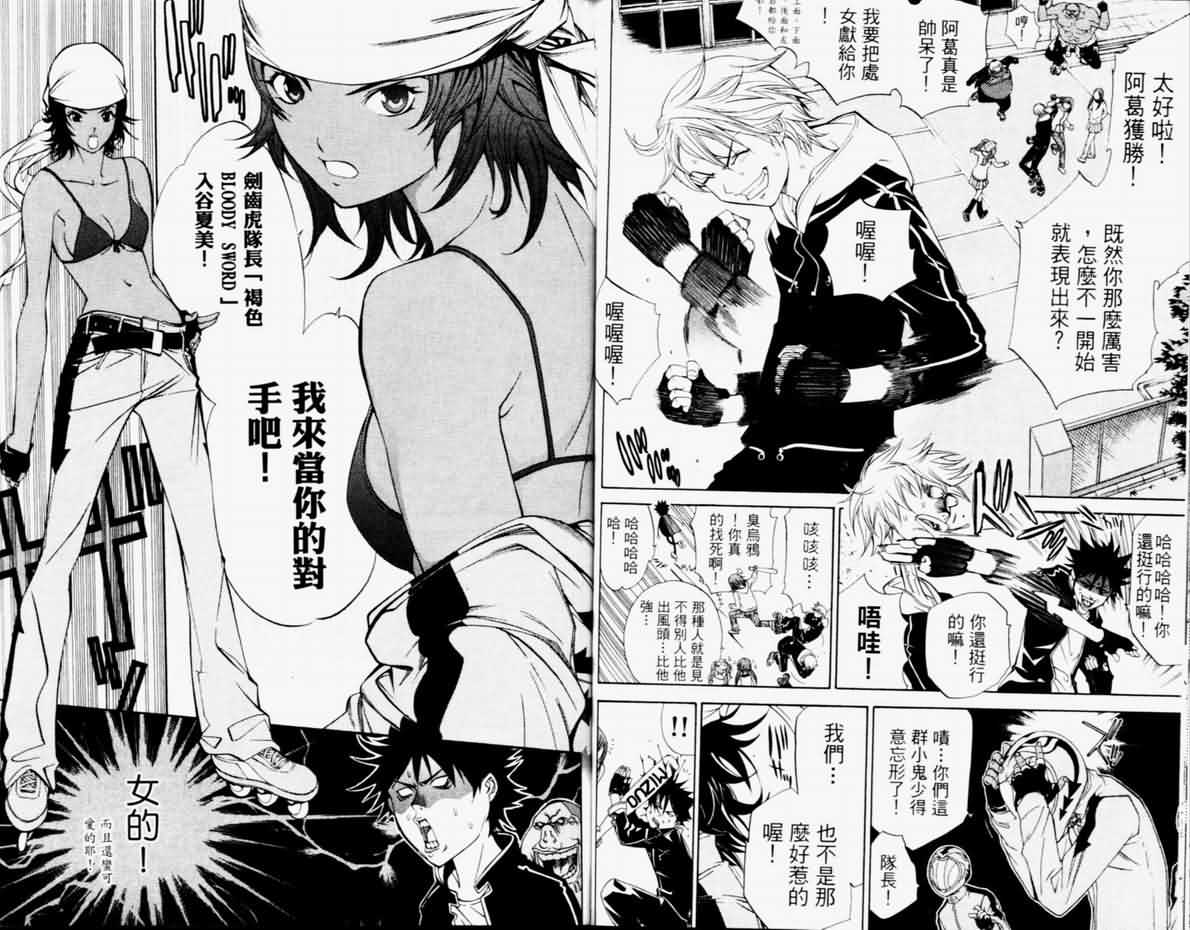 太好啦！
阿葛獲勝！
哼！
阿葛真是
帥呆了！
我要把處
女獻給你
！
既然你那麼厲害
，怎麼不一開始
就表現出來？
喔喔！
喔喔喔！
哈哈哈哈！你
還挺行的嘛！
你還挺行
的嘛！
唔哇！
咳咳咳…
臭烏鴉
！你真
的找死啊！
哈哈哈哈
哈！
那種人就是見
不得別人比他
出風頭…比他
強…
嘖…你們這
群小鬼少得
意忘形了！
隊長！
我們…
也不是那
麼好惹的
喔！
!!
MIZUO
劍齒虎隊長「褐色
BLOODY SWORD」
入谷夏美！
我來當你的對
手吧！
女的！
而且還蠻可
愛的耶！